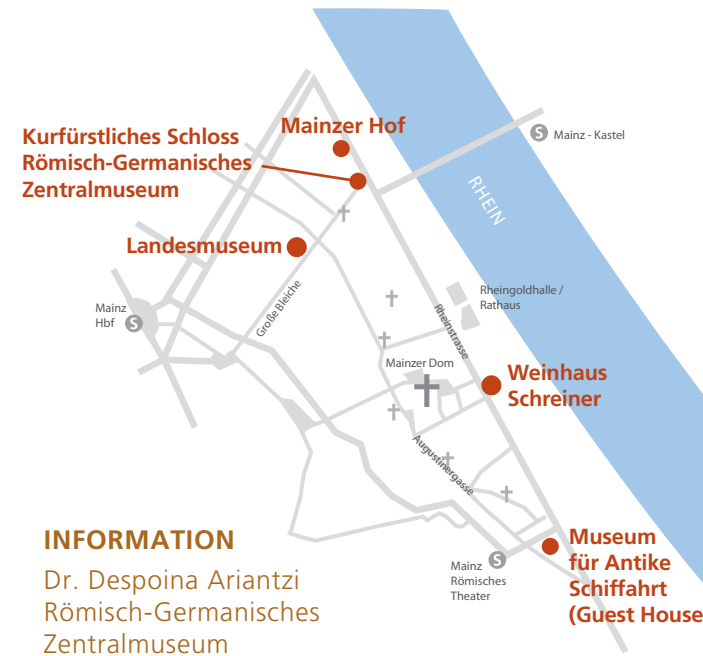 Mainzer Hof
Kurfürstliches Schloss
Römisch-Germanisches
Zentralmuseum
S
Mainz - Kastel
RHEIN
Landesmuseum
Große Bleiche
Mainz
Hbf
S
Rheingoldhalle /
Rathaus
Rheinstrasse
Mainzer Dom
Weinhaus
Schreiner
Augustinergasse
Mainz
Römisches
Theater
S
Museum
für Antike
Schiffahrt
(Guest House
INFORMATION
Dr. Despoina Ariantzi
Römisch-Germanisches
Zentralmuseum